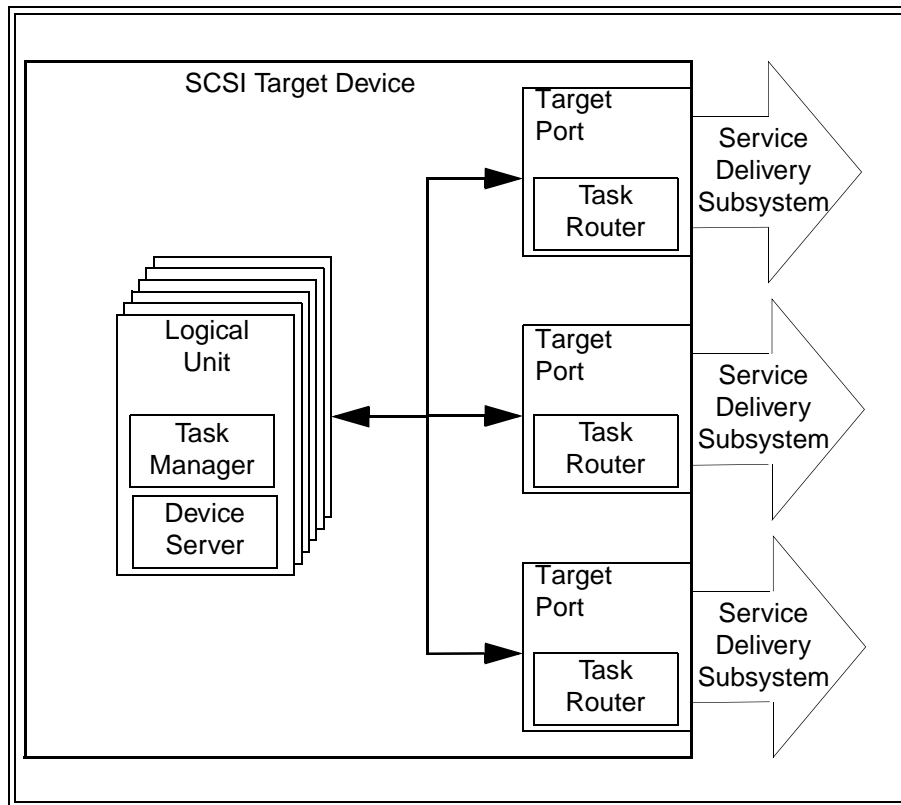 SCSI Target Device
Target
Port
Task
Router
Service
Delivery
Subsystem
Logical
Unit
Task
Manager
Device
Server
Target
Port
Task
Router
Service
Delivery
Subsystem
Target
Port
Task
Router
Service
Delivery
Subsystem